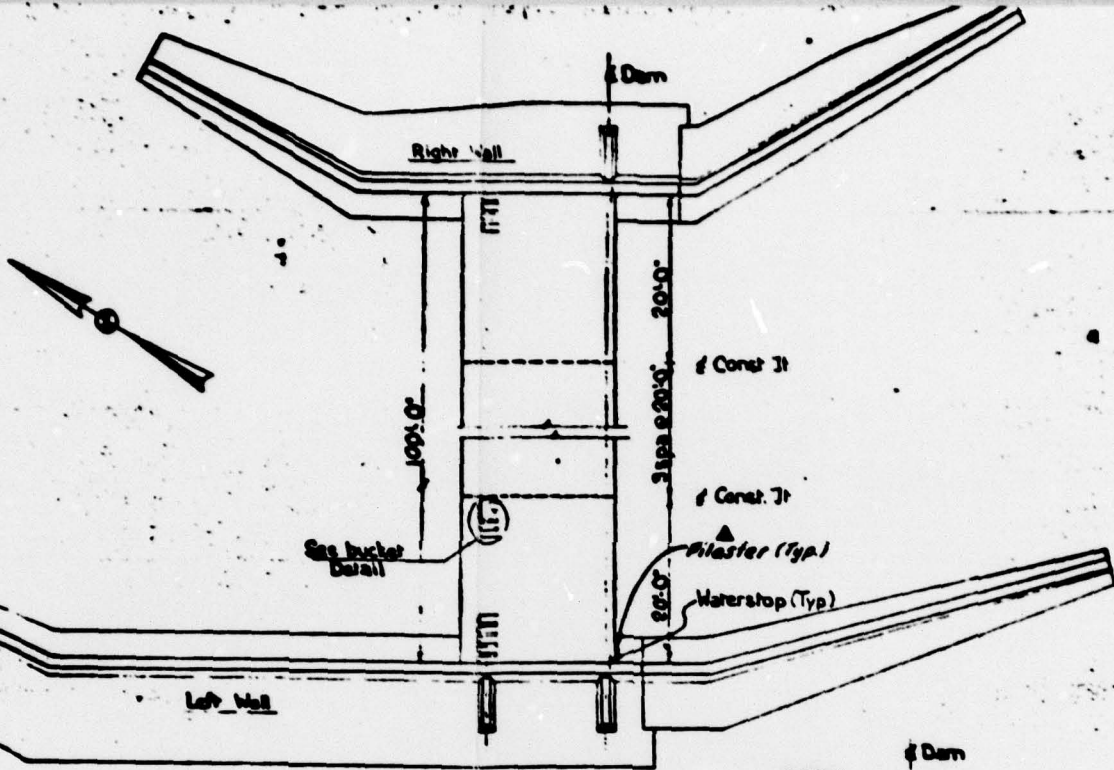 ℄ Dam
Right Wall
20'-0"
℄ Const Jt
100'-0"
3 spa @ 20'-0"
℄ Const. Jt
See bucket
Detail
Pilaster (Typ.)
20'-0"
Waterstop (Typ)
Left Wall
℄ Dam